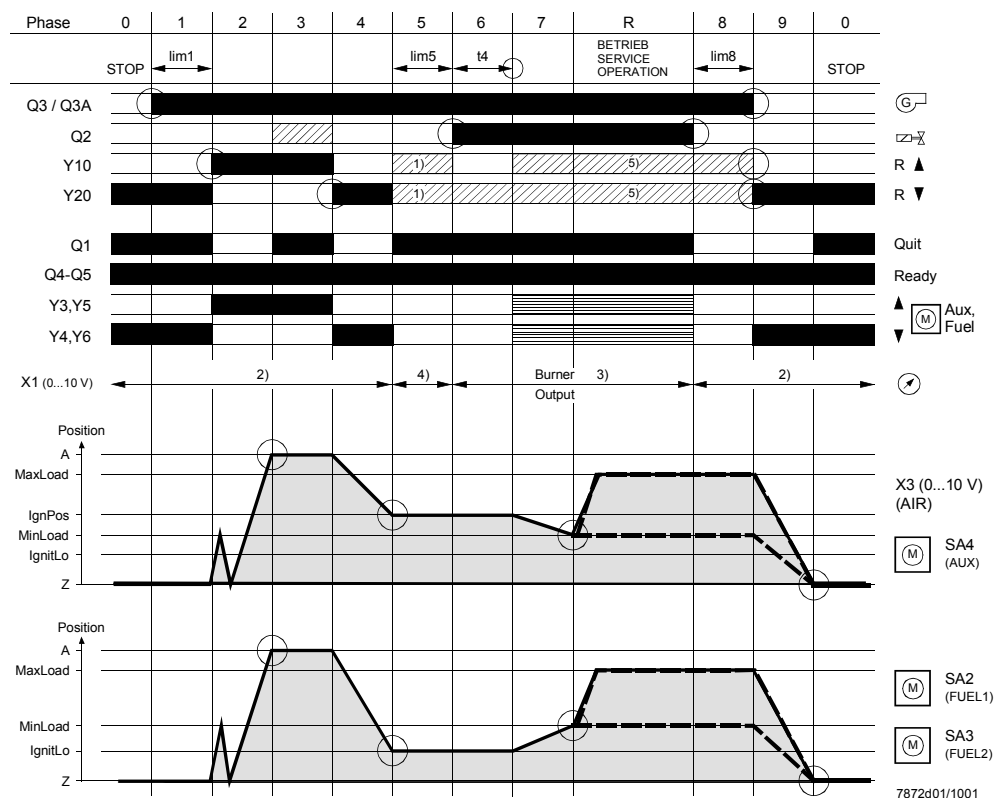 Phase 0 1 2 3 4 5 6 7 R 8 9 0
STOP lim1 lim5 t4 BETRIEB lim8 STOP
SERVICE
OPERATION
Q3 / Q3A G
Q2
Y10 1) 5) R ▲
Y20 1) 5) R ▼
Q1 Quit
Q4-Q5 Ready
Y3,Y5 ▲ M Aux,
Y4,Y6 ▼ Fuel
X1 (0...10 V) 2) 4) Burner 3) 2)
Output
Position
A
MaxLoad
IgnPos
MinLoad
IgnitLo
Z
X3 (0...10 V)
(AIR)
M SA4
(AUX)
Position
A
MaxLoad
MinLoad
IgnitLo
Z
M SA2
(FUEL1)
M SA3
(FUEL2)
7872d01/1001